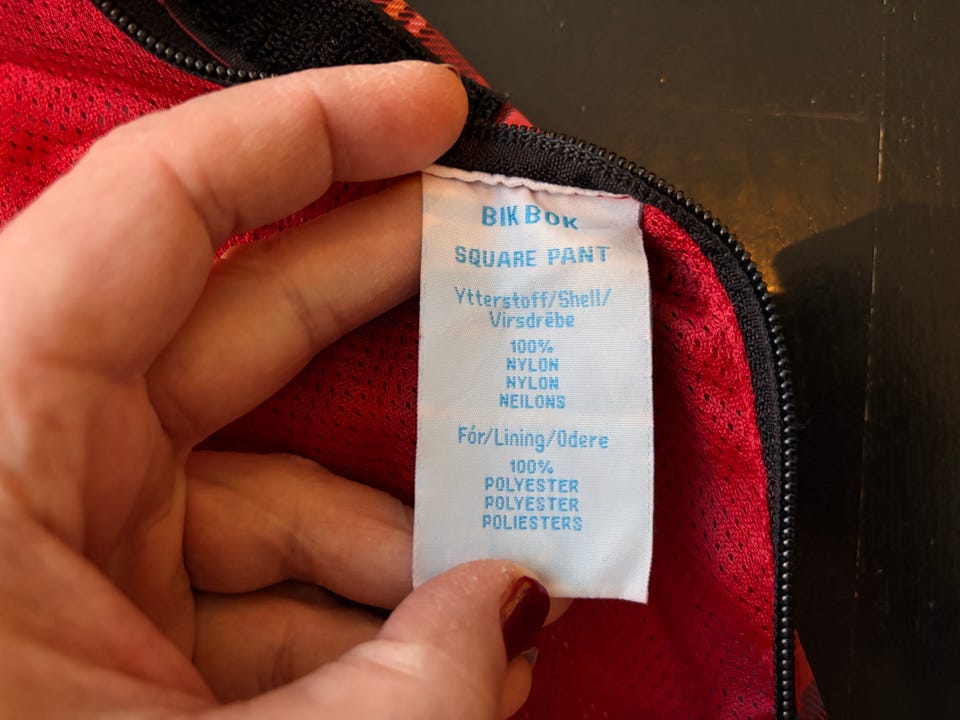 BIK BOK
SQUARE PANT
Ytterstoff/Shell/
Virsdrēbe
100%
NYLON
NYLON
NEILONS
Fór/Lining/Odere
100%
POLYESTER
POLYESTER
POLIESTERS